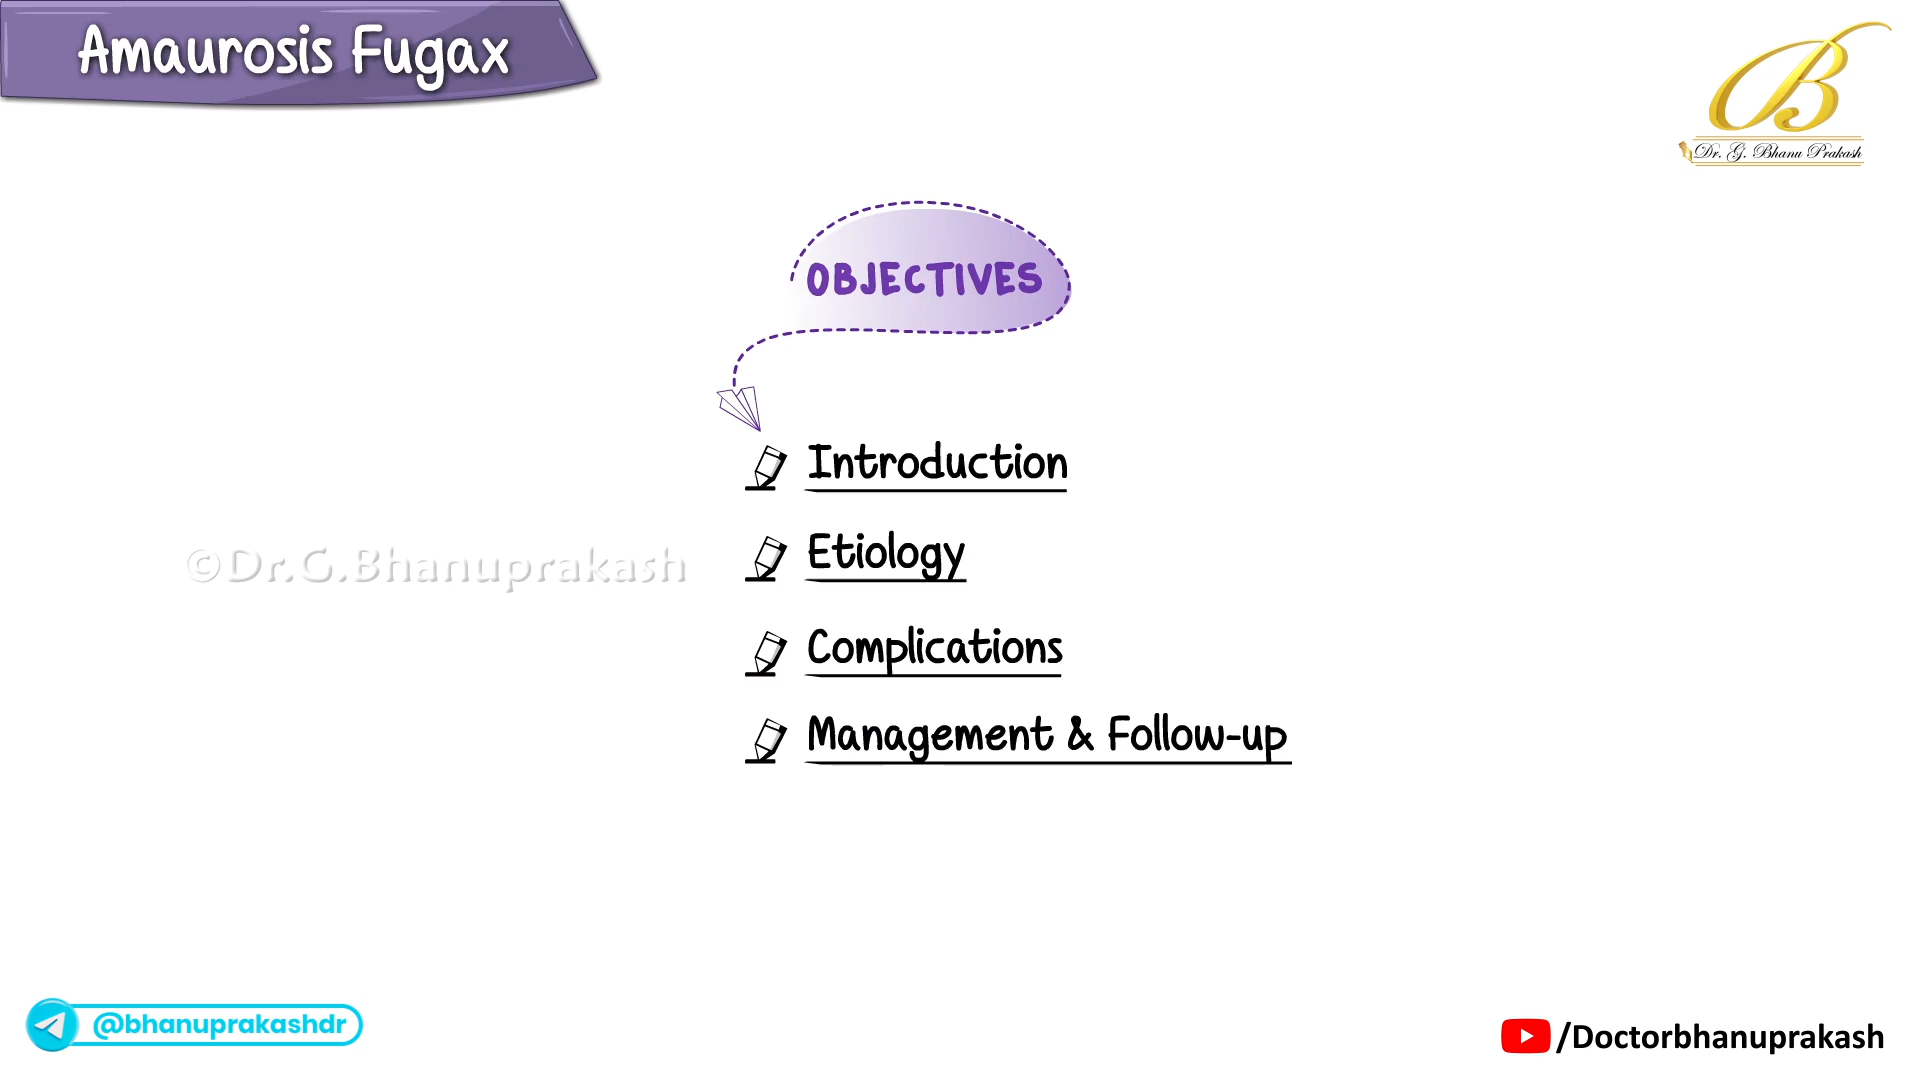 Amaurosis Fugax
B
Dr. G. Bhanu Prakash
OBJECTIVES
Introduction
Etiology
©Dr.G.Bhanuprakash
Complications
Management & Follow-up
@bhanuprakashdr
/Doctorbhanuprakash